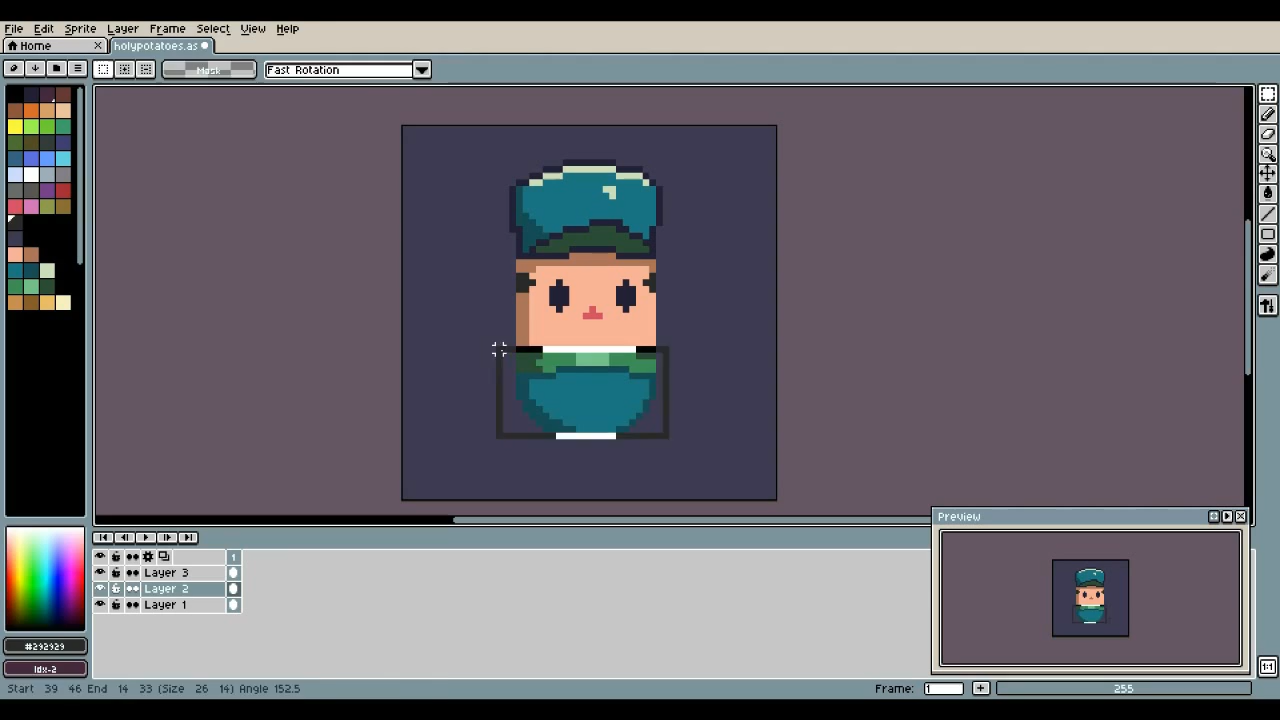 File Edit Sprite Layer Frame Select View Help
Home holypotatoes.as
Mask Fast Rotation
Preview
1
Layer 3
Layer 2
Layer 1
#292929
Idx-2
1:1
Start 39 46 End 14 33 (Size 26 14) Angle 152.5 Frame: 1 255